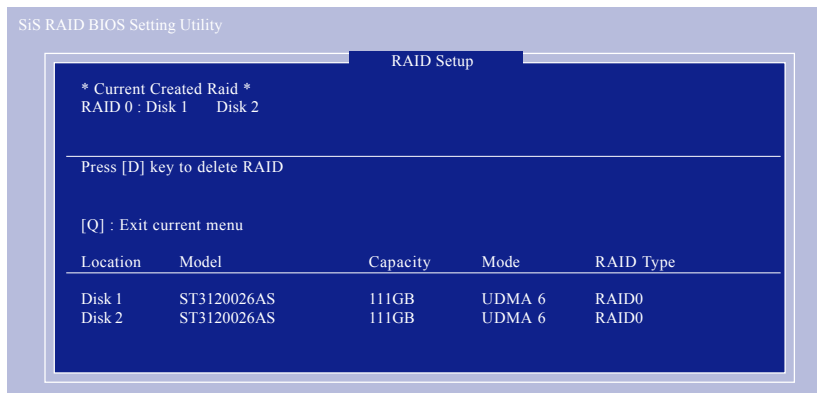 SiS RAID BIOS Setting Utility
RAID Setup
* Current Created Raid *
RAID 0 : Disk 1 Disk 2
Press [D] key to delete RAID
[Q] : Exit current menu
Location Model Capacity Mode RAID Type
Disk 1 ST3120026AS 111GB UDMA 6 RAID0
Disk 2 ST3120026AS 111GB UDMA 6 RAID0